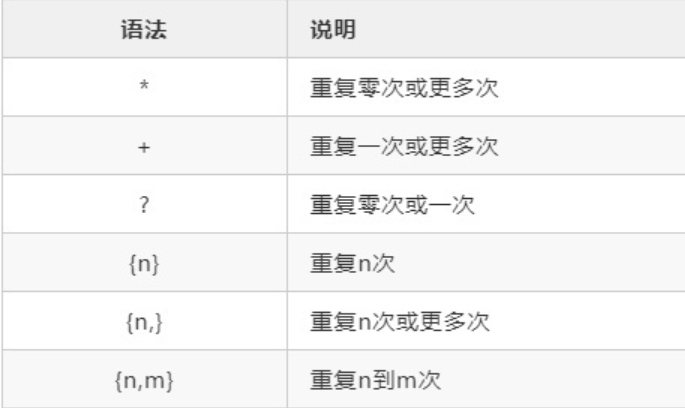 语法 说明
* 重复零次或更多次
+ 重复一次或更多次
? 重复零次或一次
{n} 重复n次
{n,} 重复n次或更多次
{n,m} 重复n到m次